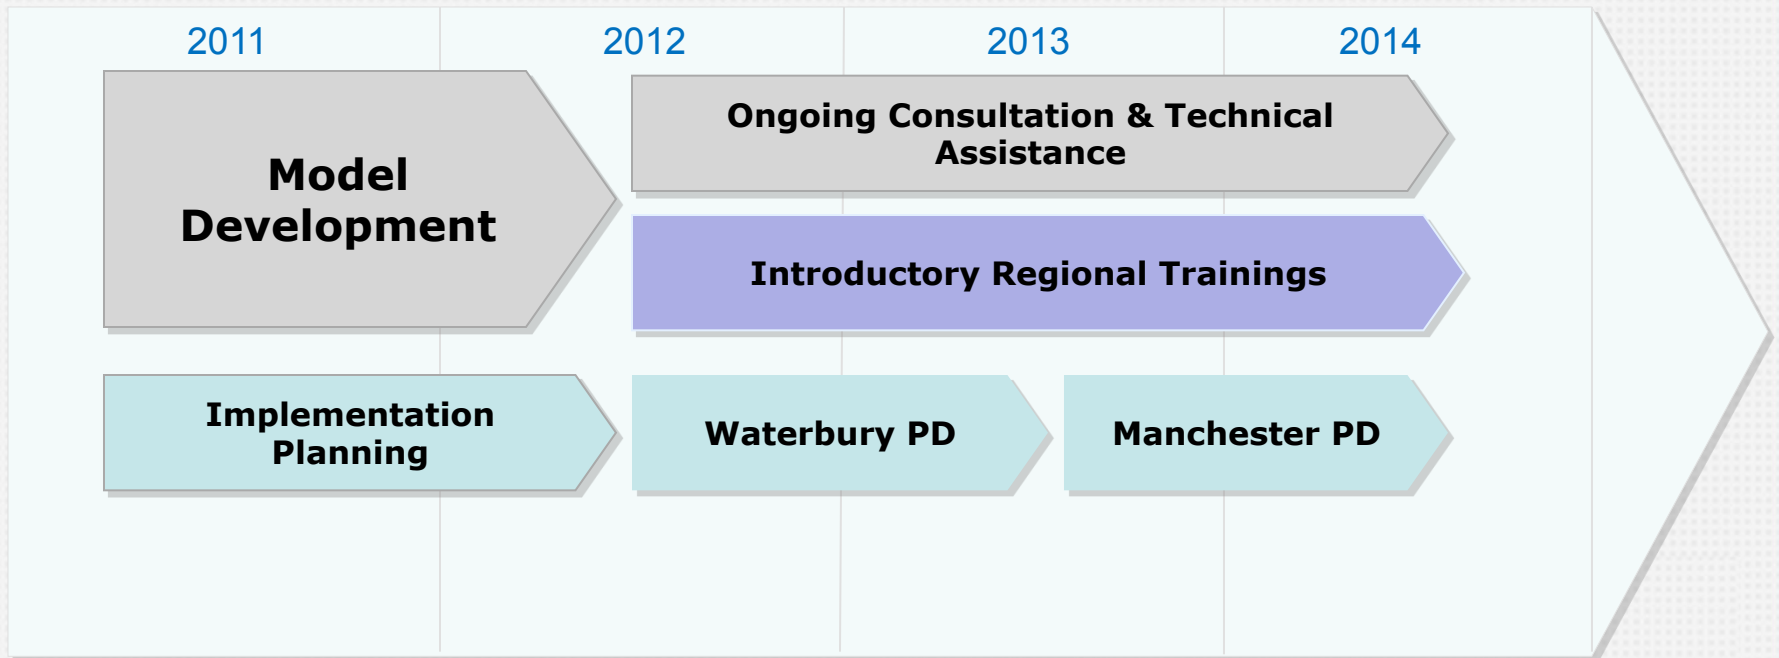 2011
2012
2013
2014
Model
Development
Ongoing Consultation & Technical
Assistance
Introductory Regional Trainings
Implementation
Planning
Waterbury PD
Manchester PD